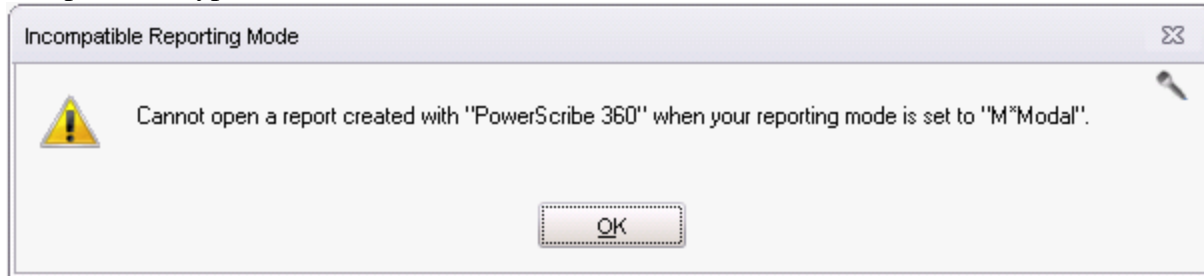 Incompatible Reporting Mode
Cannot open a report created with "PowerScribe 360" when your reporting mode is set to "M*Modal".
OK